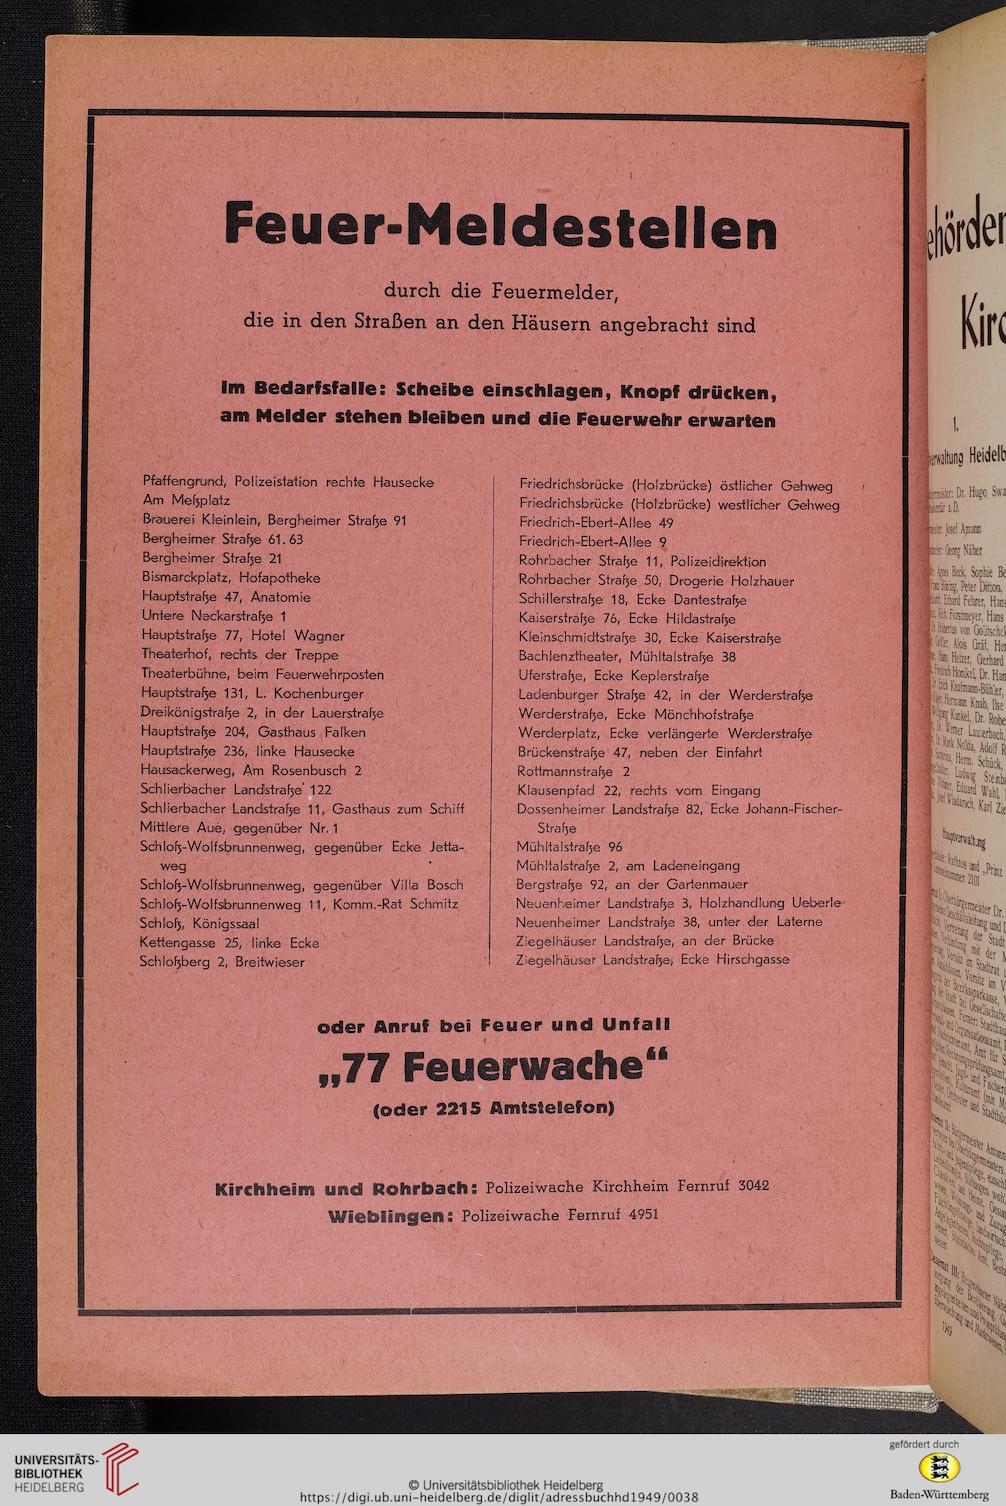 Feuer-Meldestellen
durch die Feuermelder,
die in den Straßen an den Häusern angebracht sind
Im Bedarfsfalle: Scheibe einschlagen, Knopf drücken,
am Melder stehen bleiben und die Feuerwehr erwarten
Pfaffengrund, Polizeistation rechte Hausecke
Am Meßplatz
Brauerei Kleinlein, Bergheimer Straße 91
Bergheimer Straße 61. 63
Bergheimer Straße 21
Bismarckplatz, Hofapotheke
Hauptstraße 47, Anatomie
Untere Neckarstraße 1
Hauptstraße 77, Hotel Wagner
Theaterhof, rechts der Treppe
Theaterbühne, beim Feuerwehrposten
Hauptstraße 131, L. Kochenburger
Dreikönigstraße 2, in der Lauerstraße
Hauptstraße 204, Gasthaus Falken
Hauptstraße 236, linke Hausecke
Hausackerweg, Am Rosenbusch 2
Schlierbacher Landstraße 122
Schlierbacher Landstraße 11, Gasthaus zum Schiff
Mittlere Aue, gegenüber Nr. 1
Schloß-Wolfsbrunnenweg, gegenüber Ecke Jetta-
weg
Schloß-Wolfsbrunnenweg, gegenüber Villa Bosch
Schloß-Wolfsbrunnenweg 11, Komm.-Rat Schmitz
Schloß, Königssaal
Kettengasse 25, linke Ecke
Schloßberg 2, Breitwieser
Friedrichsbrücke (Holzbrücke) östlicher Gehweg
Friedrichsbrücke (Holzbrücke) westlicher Gehweg
Friedrich-Ebert-Allee 49
Friedrich-Ebert-Allee 9
Rohrbacher Straße 11, Polizeidirektion
Rohrbacher Straße 50, Drogerie Holzhauer
Schillerstraße 18, Ecke Dantestraße
Kaiserstraße 76, Ecke Hildastraße
Kleinschmidtstraße 30, Ecke Kaiserstraße
Bachlenztheater, Mühltalstraße 38
Uferstraße, Ecke Keplerstraße
Ladenburger Straße 42, in der Werderstraße
Werderstraße, Ecke Mönchhofstraße
Werderplatz, Ecke verlängerte Werderstraße
Brückenstraße 47, neben der Einfahrt
Rottmannstraße 2
Klausenpfad 22, rechts vom Eingang
Dossenheimer Landstraße 82, Ecke Johann-Fischer-
Straße
Mühltalstraße 96
Mühltalstraße 2, am Ladeneingang
Bergstraße 92, an der Gartenmauer
Neuenheimer Landstraße 3, Holzhandlung Ueberle
Neuenheimer Landstraße 38, unter der Laterne
Ziegelhäuser Landstraße, an der Brücke
Ziegelhäuser Landstraße, Ecke Hirschgasse
oder Anruf bei Feuer und Unfall
„77 Feuerwache“
(oder 2215 Amtstelefon)
Kirchheim und Rohrbach: Polizeiwache Kirchheim Fernruf 3042
Wieblingen: Polizeiwache Fernruf 4951
1.
Dr. Hugo
Josef Amann
Georg Näher
UNIVERSITÄTS-
BIBLIOTHEK
HEIDELBERG
© Universitätsbibliothek Heidelberg
https://digi.ub.uni-heidelberg.de/diglit/adressbuchhd1949/0038
gefördert durch
Baden-Württemberg